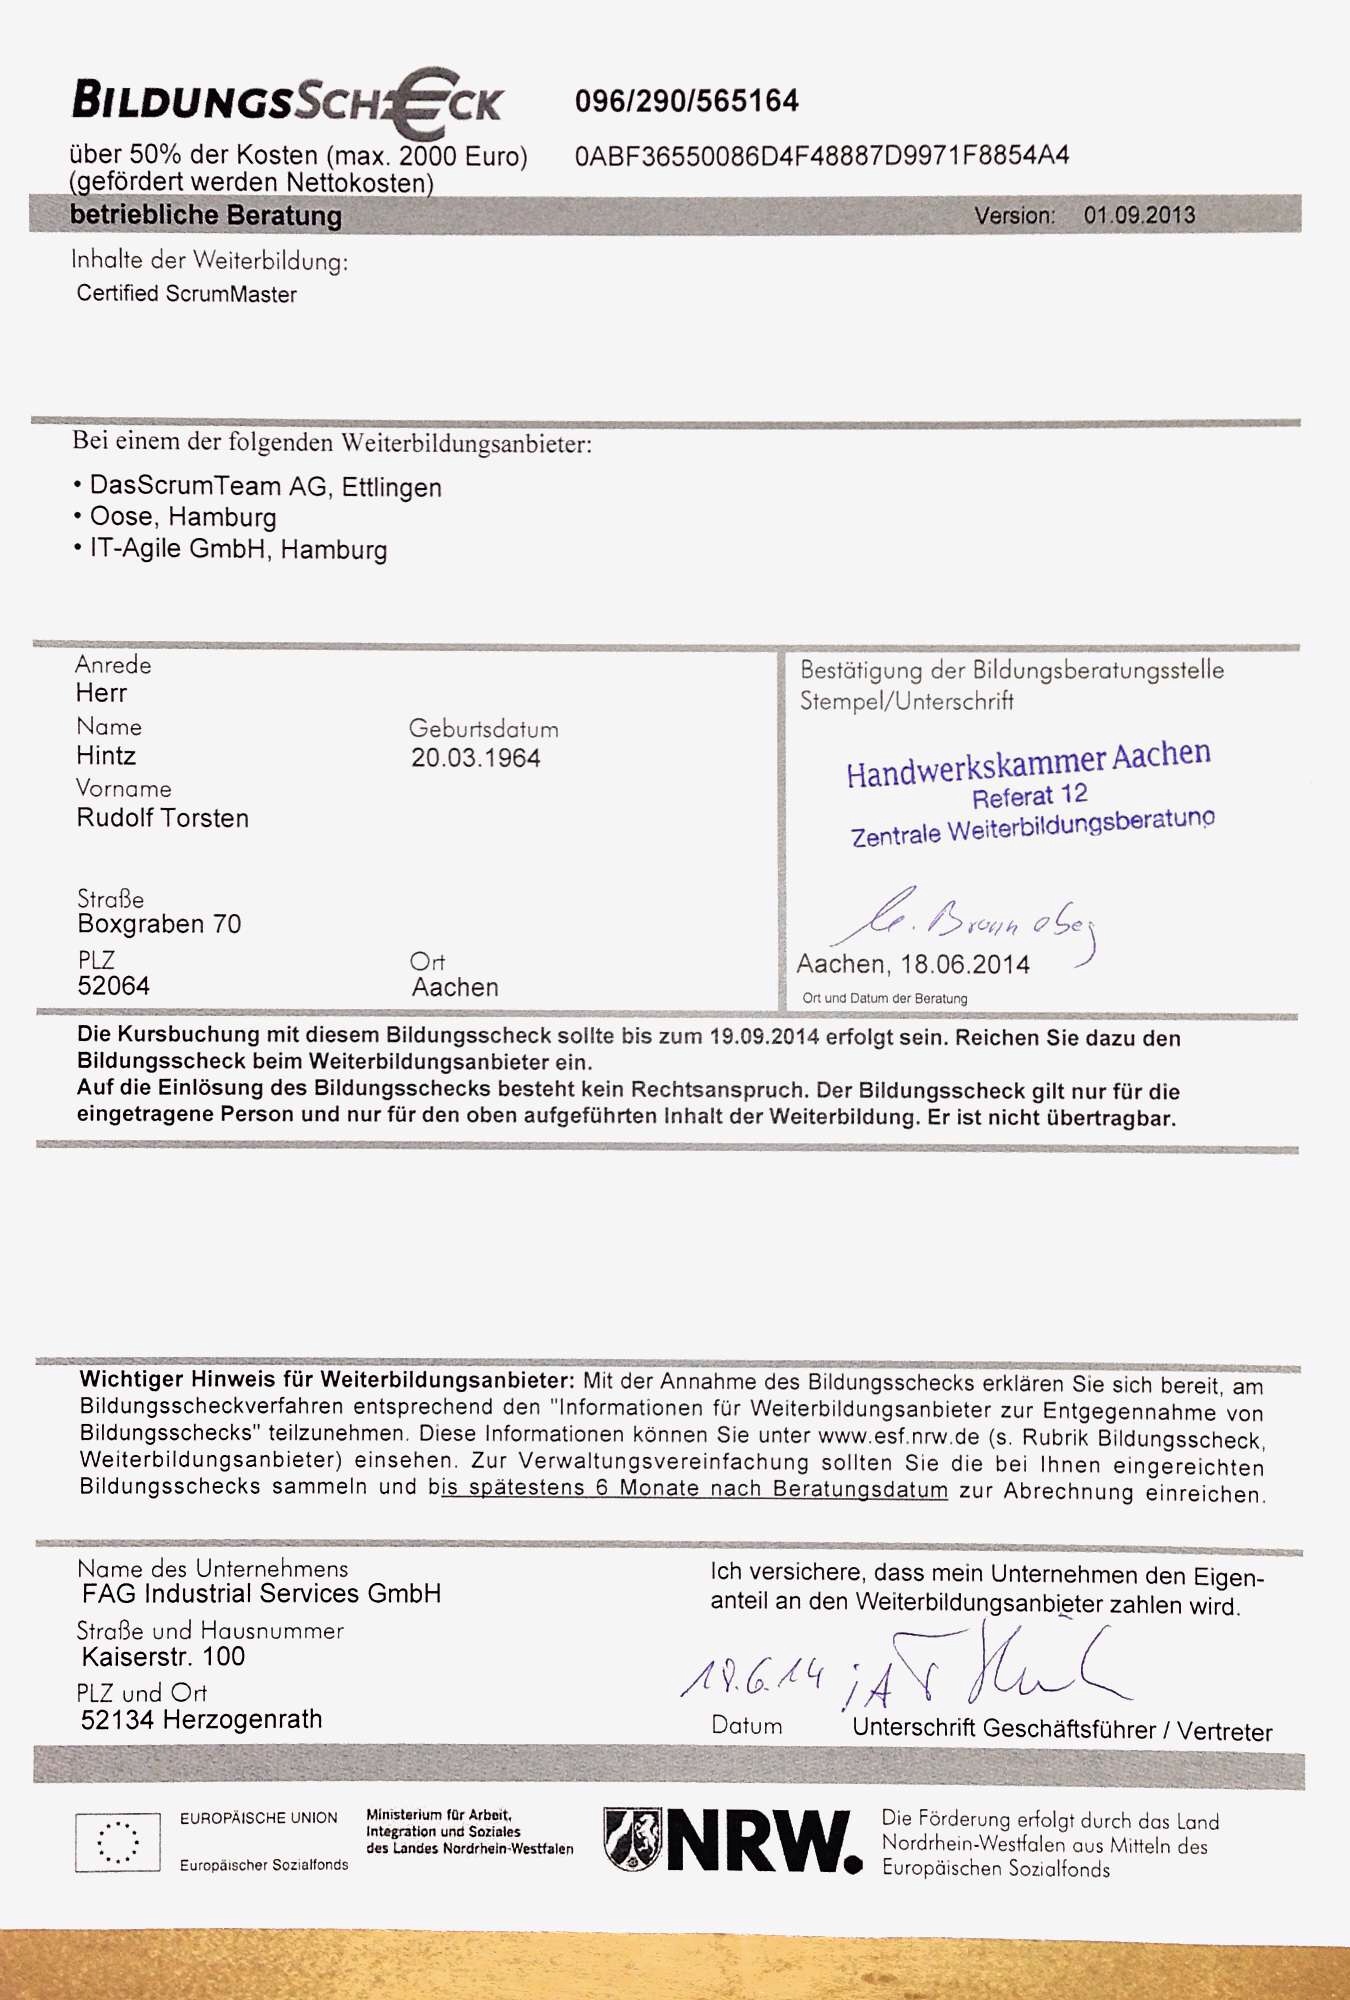 BILDUNGSSCH€CK 096/290/565164
über 50% der Kosten (max. 2000 Euro) 0ABF36550086D4F48887D9971F8854A4
(gefördert werden Nettokosten)
betriebliche Beratung Version: 01.09.2013
Inhalte der Weiterbildung:
Certified ScrumMaster
Bei einem der folgenden Weiterbildungsanbieter:
• DasScrumTeam AG, Ettlingen
• Oose, Hamburg
• IT-Agile GmbH, Hamburg
Anrede
Herr
Name Geburtsdatum
Hintz 20.03.1964
Vorname
Rudolf Torsten
Straße
Boxgraben 70
PLZ Ort
52064 Aachen
Bestätigung der Bildungsberatungsstelle
Stempel/Unterschrift
Handwerkskammer Aachen
Referat 12
Zentrale Weiterbildungsberatung
Aachen, 18.06.2014
Ort und Datum der Beratung
Die Kursbuchung mit diesem Bildungsscheck sollte bis zum 19.09.2014 erfolgt sein. Reichen Sie dazu den
Bildungsscheck beim Weiterbildungsanbieter ein.
Auf die Einlösung des Bildungsschecks besteht kein Rechtsanspruch. Der Bildungsscheck gilt nur für die
eingetragene Person und nur für den oben aufgeführten Inhalt der Weiterbildung. Er ist nicht übertragbar.
Wichtiger Hinweis für Weiterbildungsanbieter: Mit der Annahme des Bildungsschecks erklären Sie sich bereit, am
Bildungsscheckverfahren entsprechend den "Informationen für Weiterbildungsanbieter zur Entgegennahme von
Bildungsschecks" teilzunehmen. Diese Informationen können Sie unter www.esf.nrw.de (s. Rubrik Bildungsscheck,
Weiterbildungsanbieter) einsehen. Zur Verwaltungsvereinfachung sollten Sie die bei Ihnen eingereichten
Bildungsschecks sammeln und bis spätestens 6 Monate nach Beratungsdatum zur Abrechnung einreichen.
Name des Unternehmens
FAG Industrial Services GmbH
Straße und Hausnummer
Kaiserstr. 100
PLZ und Ort
52134 Herzogenrath
Ich versichere, dass mein Unternehmen den Eigen-
anteil an den Weiterbildungsanbieter zahlen wird.
18.6.14
Datum Unterschrift Geschäftsführer / Vertreter
EUROPÄISCHE UNION
Europäischer Sozialfonds
Ministerium für Arbeit,
Integration und Soziales
des Landes Nordrhein-Westfalen
NRW.
Die Förderung erfolgt durch das Land
Nordrhein-Westfalen aus Mitteln des
Europäischen Sozialfonds